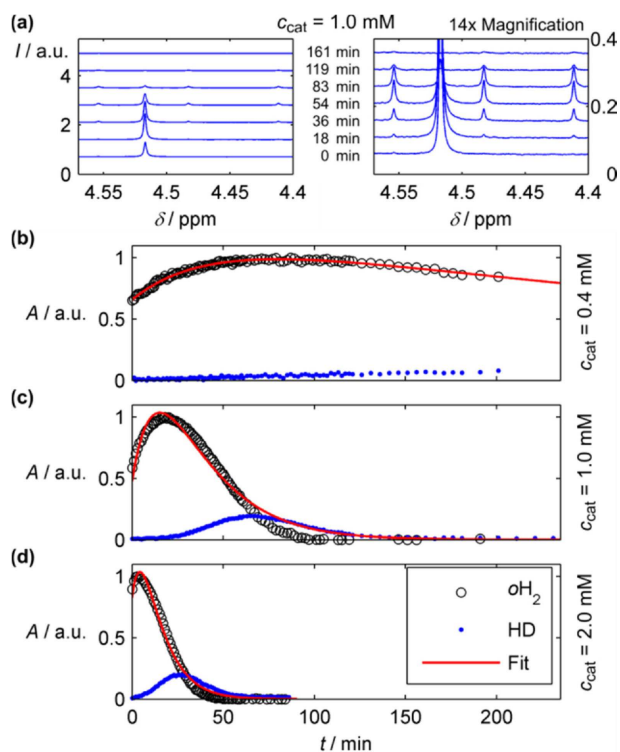 (a)
c_cat = 1.0 mM
14x Magnification
I / a.u.
4
2
0
161 min
119 min
83 min
54 min
36 min
18 min
0 min
0.4
0.2
0
4.55 4.5 4.45 4.4
4.55 4.5 4.45 4.4
δ / ppm
δ / ppm
(b)
1
0.5
0
A / a.u.
c_cat = 0.4 mM
(c)
1
0.5
0
A / a.u.
c_cat = 1.0 mM
(d)
1
0.5
0
A / a.u.
c_cat = 2.0 mM
oH₂
HD
Fit
0 50 100 150 200
t / min